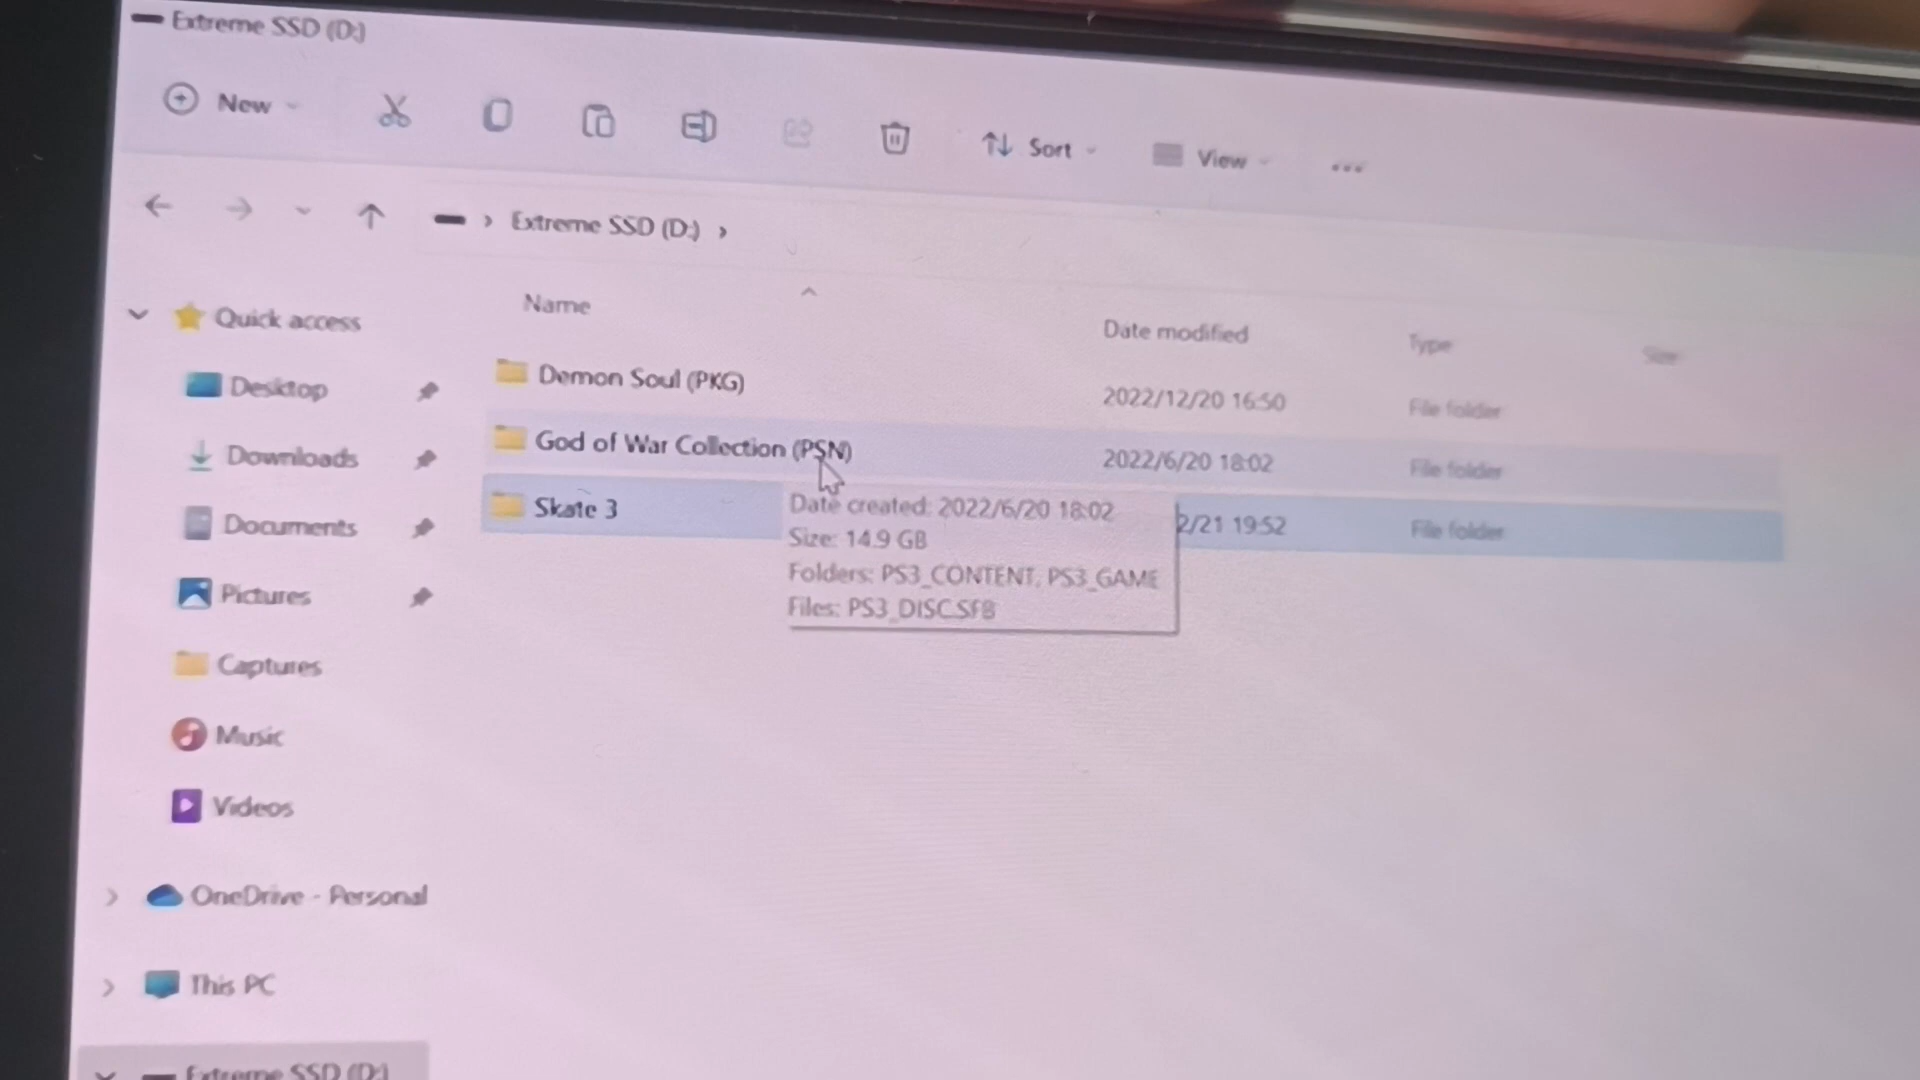 Extreme SSD (D:)
New
Sort
View
Extreme SSD (D:)
Name
Date modified
Type
Size
Quick access
Desktop
Downloads
Documents
Pictures
Captures
Music
Videos
OneDrive - Personal
This PC
Extreme SSD (D:)
Demon Soul (PKG) 2022/12/20 16:50 File folder
God of War Collection (PSN) 2022/6/20 18:02 File folder
Skate 3 2/21 19:52 File folder
Date created: 2022/6/20 18:02
Size: 14.9 GB
Folders: PS3_CONTENT, PS3_GAME
Files: PS3_DISC.SFB